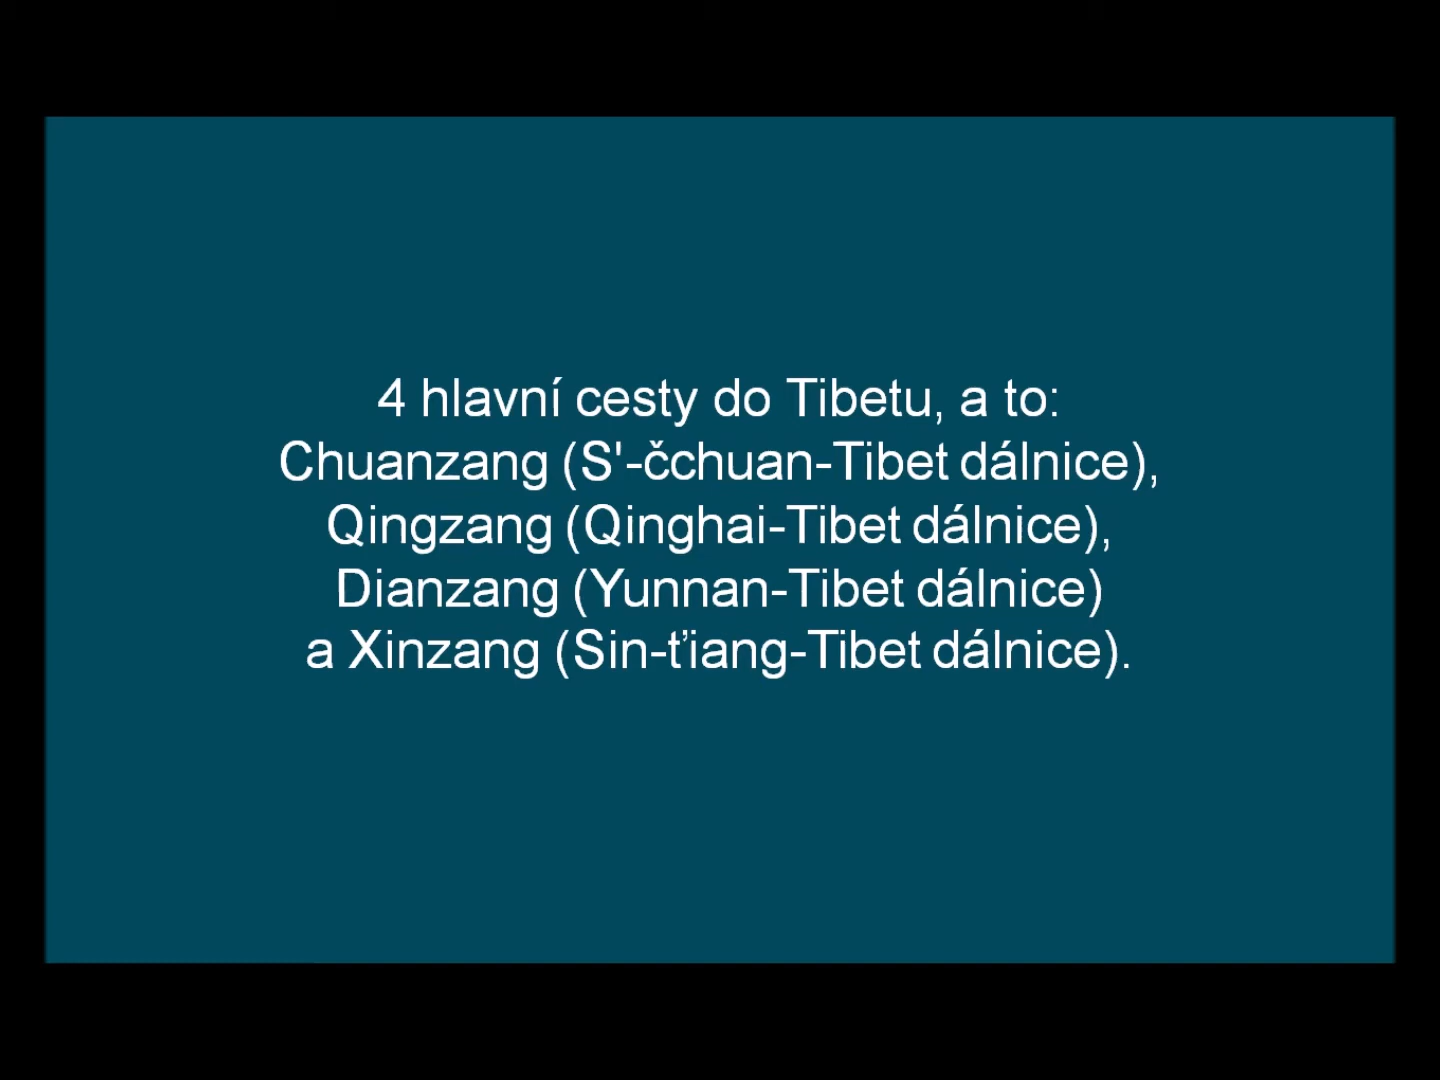 4 hlavní cesty do Tibetu, a to:
Chuanzang (S'-čchuan-Tibet dálnice),
Qingzang (Qinghai-Tibet dálnice),
Dianzang (Yunnan-Tibet dálnice)
a Xinzang (Sin-ťiang-Tibet dálnice).